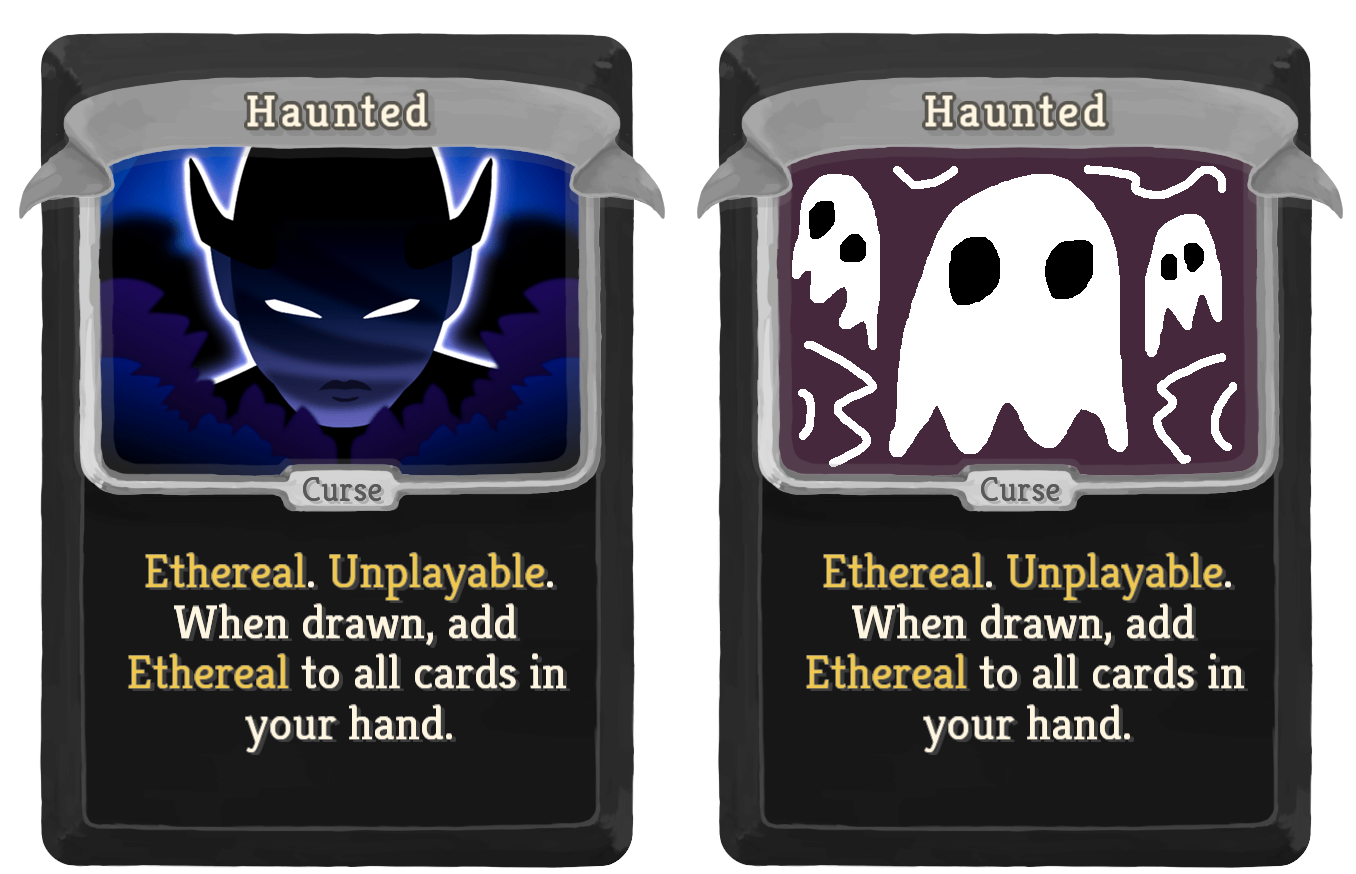 Haunted
Curse
Ethereal. Unplayable.
When drawn, add
Ethereal to all cards in
your hand.
Haunted
Curse
Ethereal. Unplayable.
When drawn, add
Ethereal to all cards in
your hand.